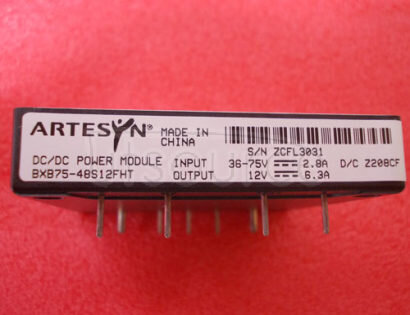 ARTESYN® MADE IN CHINA
S/N ZCFL3031
DC/DC POWER MODULE INPUT 36-75V 2.8A D/C Z208CF
BXB75-48S12FHT OUTPUT 12V 6.3A